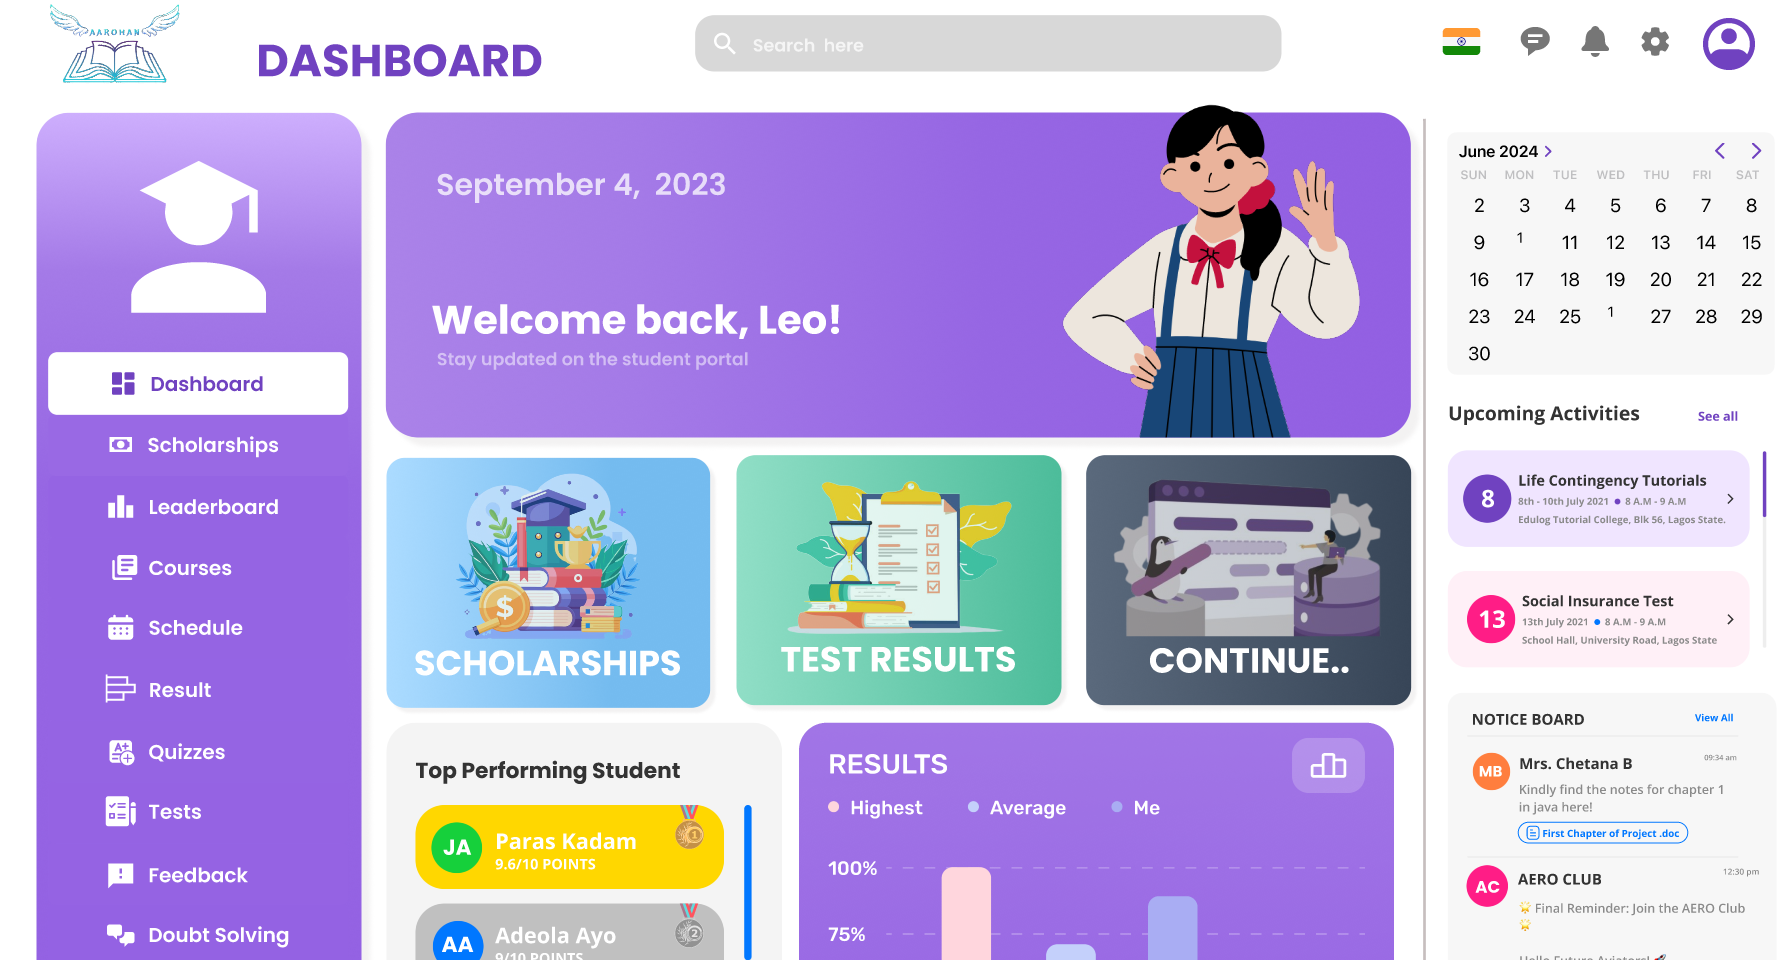 AAROHAN
DASHBOARD
Search here
Dashboard
Scholarships
Leaderboard
Courses
Schedule
Result
Quizzes
Tests
Feedback
Doubt Solving
September 4, 2023
Welcome back, Leo!
Stay updated on the student portal
SCHOLARSHIPS
TEST RESULTS
CONTINUE..
Top Performing Student
JA
Paras Kadam
9.6/10 POINTS
1
AA
Adeola Ayo
9/10 POINTS
2
RESULTS
Highest Average Me
100%
75%
June 2024
SUN MON TUE WED THU FRI SAT
2 3 4 5 6 7 8
9 1 11 12 13 14 15
16 17 18 19 20 21 22
23 24 25 1 27 28 29
30
Upcoming Activities See all
8
Life Contingency Tutorials
8th - 10th July 2021 8 A.M - 9 A.M
Edulog Tutorial College, Blk 56, Lagos State.
13
Social Insurance Test
13th July 2021 8 A.M - 9 A.M
School Hall, University Road, Lagos State
NOTICE BOARD View All
MB
Mrs. Chetana B 09:34 am
Kindly find the notes for chapter 1
in java here!
First Chapter of Project .doc
AC
AERO CLUB 12:30 pm
🌟 Final Reminder: Join the AERO Club
🌟
Hello Future Aviators! 🚀